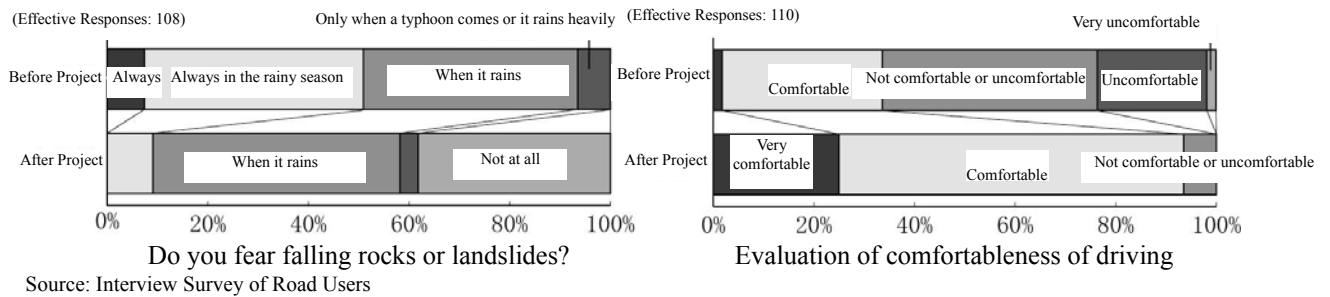 (Effective Responses: 108)
Only when a typhoon comes or it rains heavily
Before Project
Always
Always in the rainy season
When it rains
After Project
When it rains
Not at all
0%
20%
40%
60%
80%
100%
Do you fear falling rocks or landslides?
(Effective Responses: 110)
Very uncomfortable
Before Project
Comfortable
Not comfortable or uncomfortable
Uncomfortable
After Project
Very
comfortable
Comfortable
Not comfortable or uncomfortable
0%
20%
40%
60%
80%
100%
Evaluation of comfortableness of driving
Source: Interview Survey of Road Users